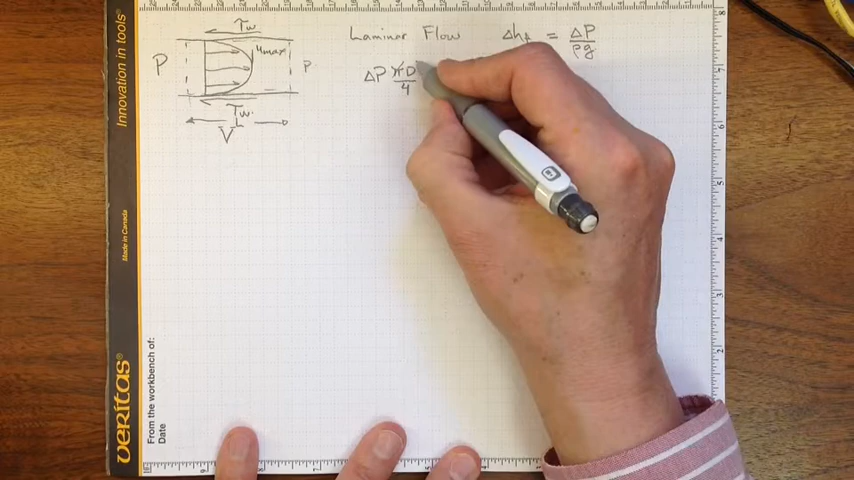 τw
Laminar Flow Δhf = ΔP/ρg
P umax P
ΔP πD/4
τw
L
V
Innovation in tools
Made in Canada
veritas
From the workbench of:
Date